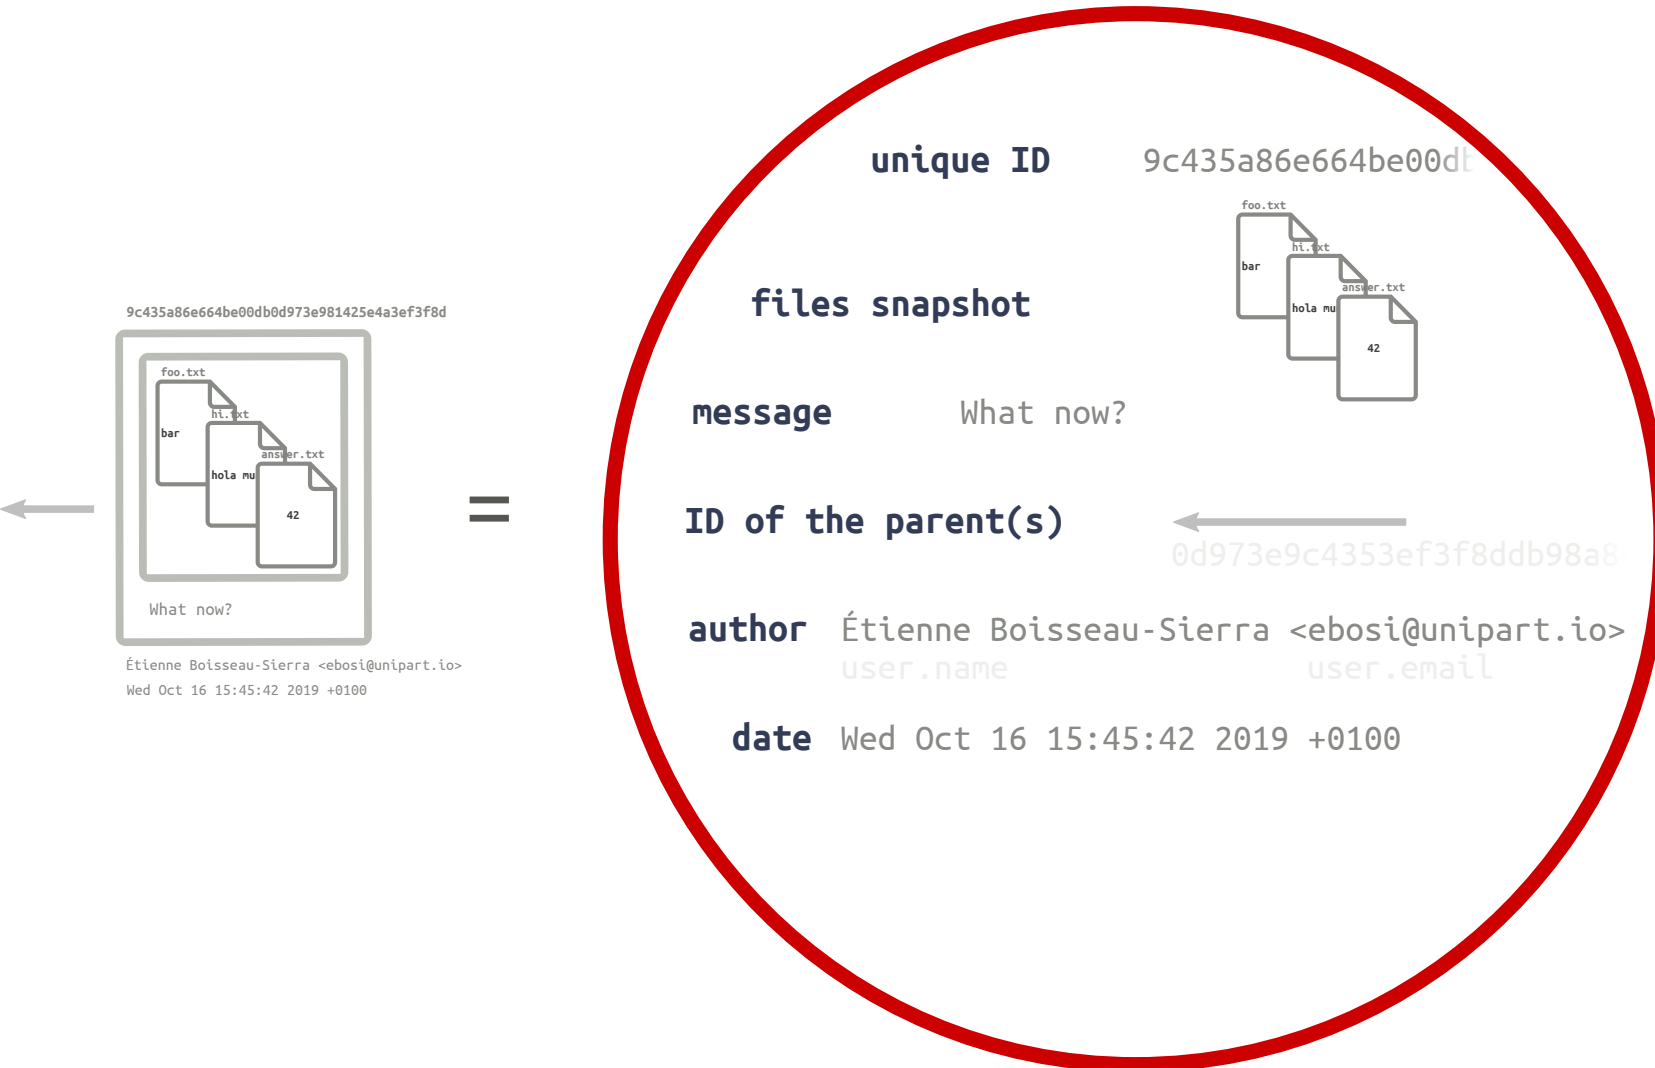 9c435a86e664be00db0d973e981425e4a3ef3f8d
foo.txt
bar
hi.txt
hola mu
answer.txt
42
What now?
Étienne Boisseau-Sierra <ebosi@unipart.io>
Wed Oct 16 15:45:42 2019 +0100
=
unique ID 9c435a86e664be00db
files snapshot
foo.txt
bar
hi.txt
hola mu
answer.txt
42
message What now?
ID of the parent(s)
0d973e9c4353ef3f8ddb98a8
author Étienne Boisseau-Sierra <ebosi@unipart.io>
user.name user.email
date Wed Oct 16 15:45:42 2019 +0100